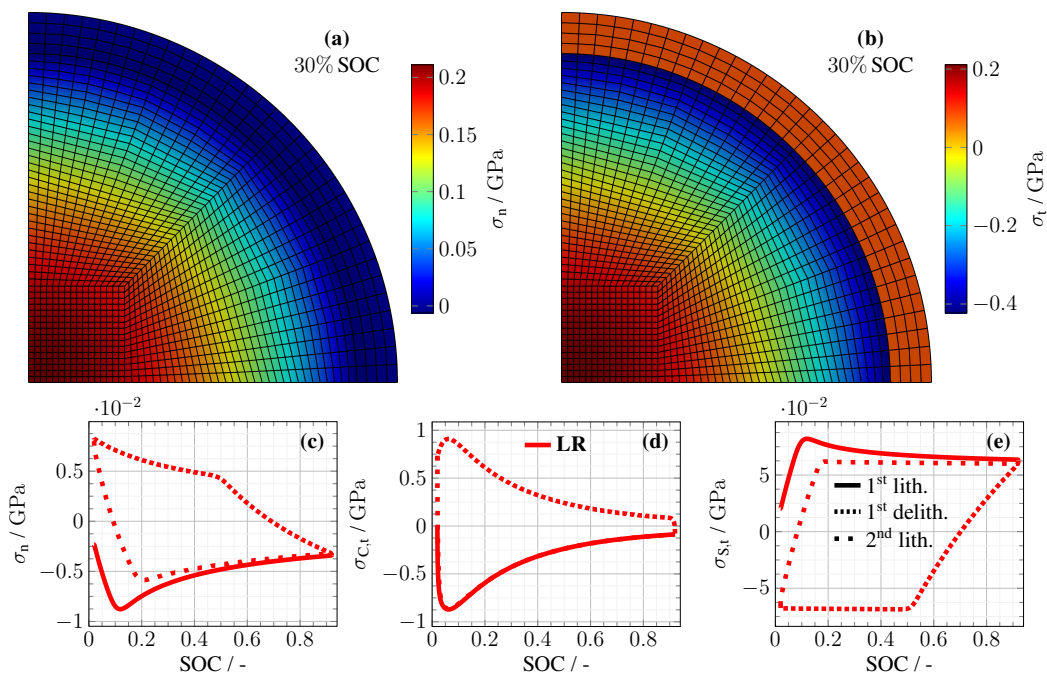 (a)
30% SOC
0.2
0.15
0.1
0.05
0
σn / GPa
(b)
30% SOC
0.2
0
−0.2
−0.4
σt / GPa
·10−2
(c)
0.5
0
−0.5
−1
σn / GPa
0 0.2 0.4 0.6 0.8
SOC / -
(d)
LR
1
0.5
0
−0.5
−1
σC,t / GPa
0 0.2 0.4 0.6 0.8
SOC / -
·10−2
(e)
5
0
−5
σS,t / GPa
1st lith.
1st delith.
2nd lith.
0 0.2 0.4 0.6 0.8
SOC / -